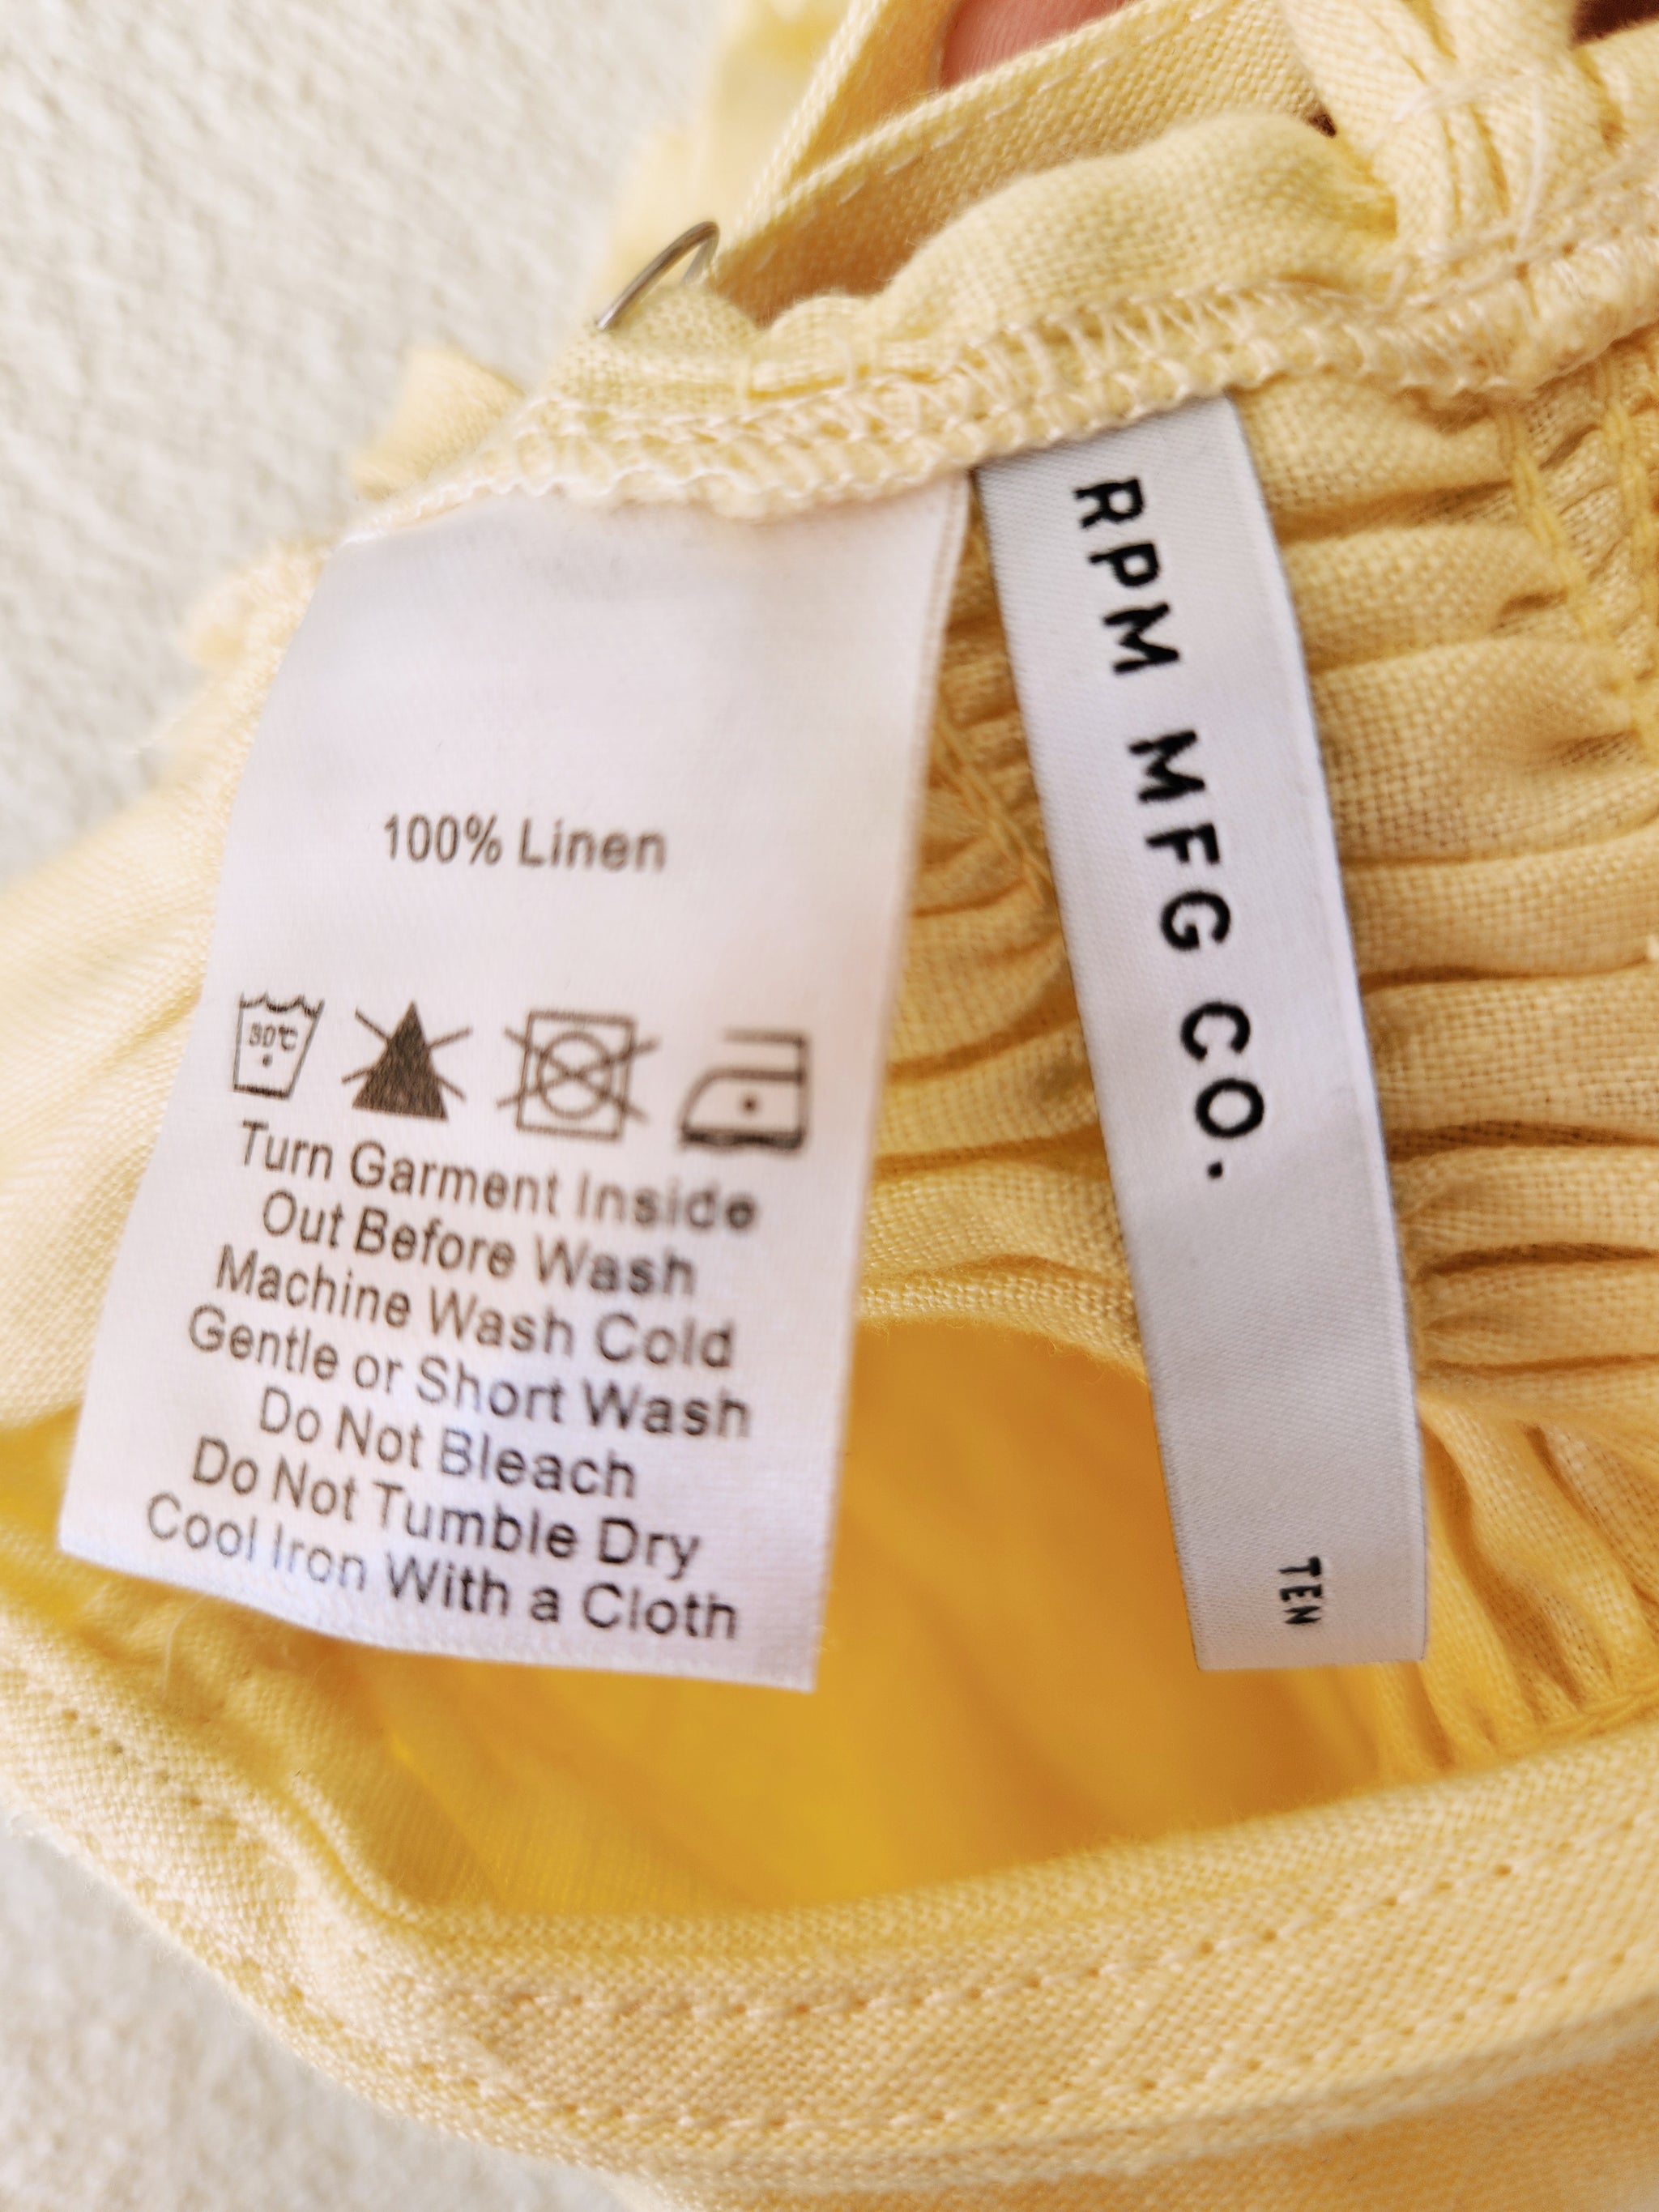 100% Linen
30°C
Turn Garment Inside
Out Before Wash
Machine Wash Cold
Gentle or Short Wash
Do Not Bleach
Do Not Tumble Dry
Cool Iron With a Cloth
RPM MFG CO.
TEN